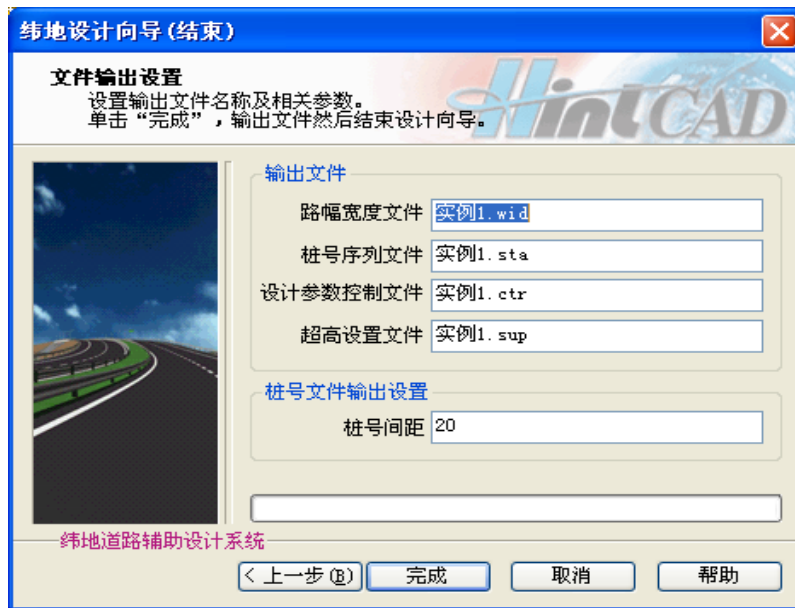 纬地设计向导(结束)
文件输出设置
设置输出文件名称及相关参数。
单击“完成”,输出文件然后结束设计向导。
HintCAD
输出文件
路幅宽度文件 实例1.wid
桩号序列文件 实例1.sta
设计参数控制文件 实例1.ctr
超高设置文件 实例1.sup
桩号文件输出设置
桩号间距 20
纬地道路辅助设计系统
< 上一步(B) 完成 取消 帮助